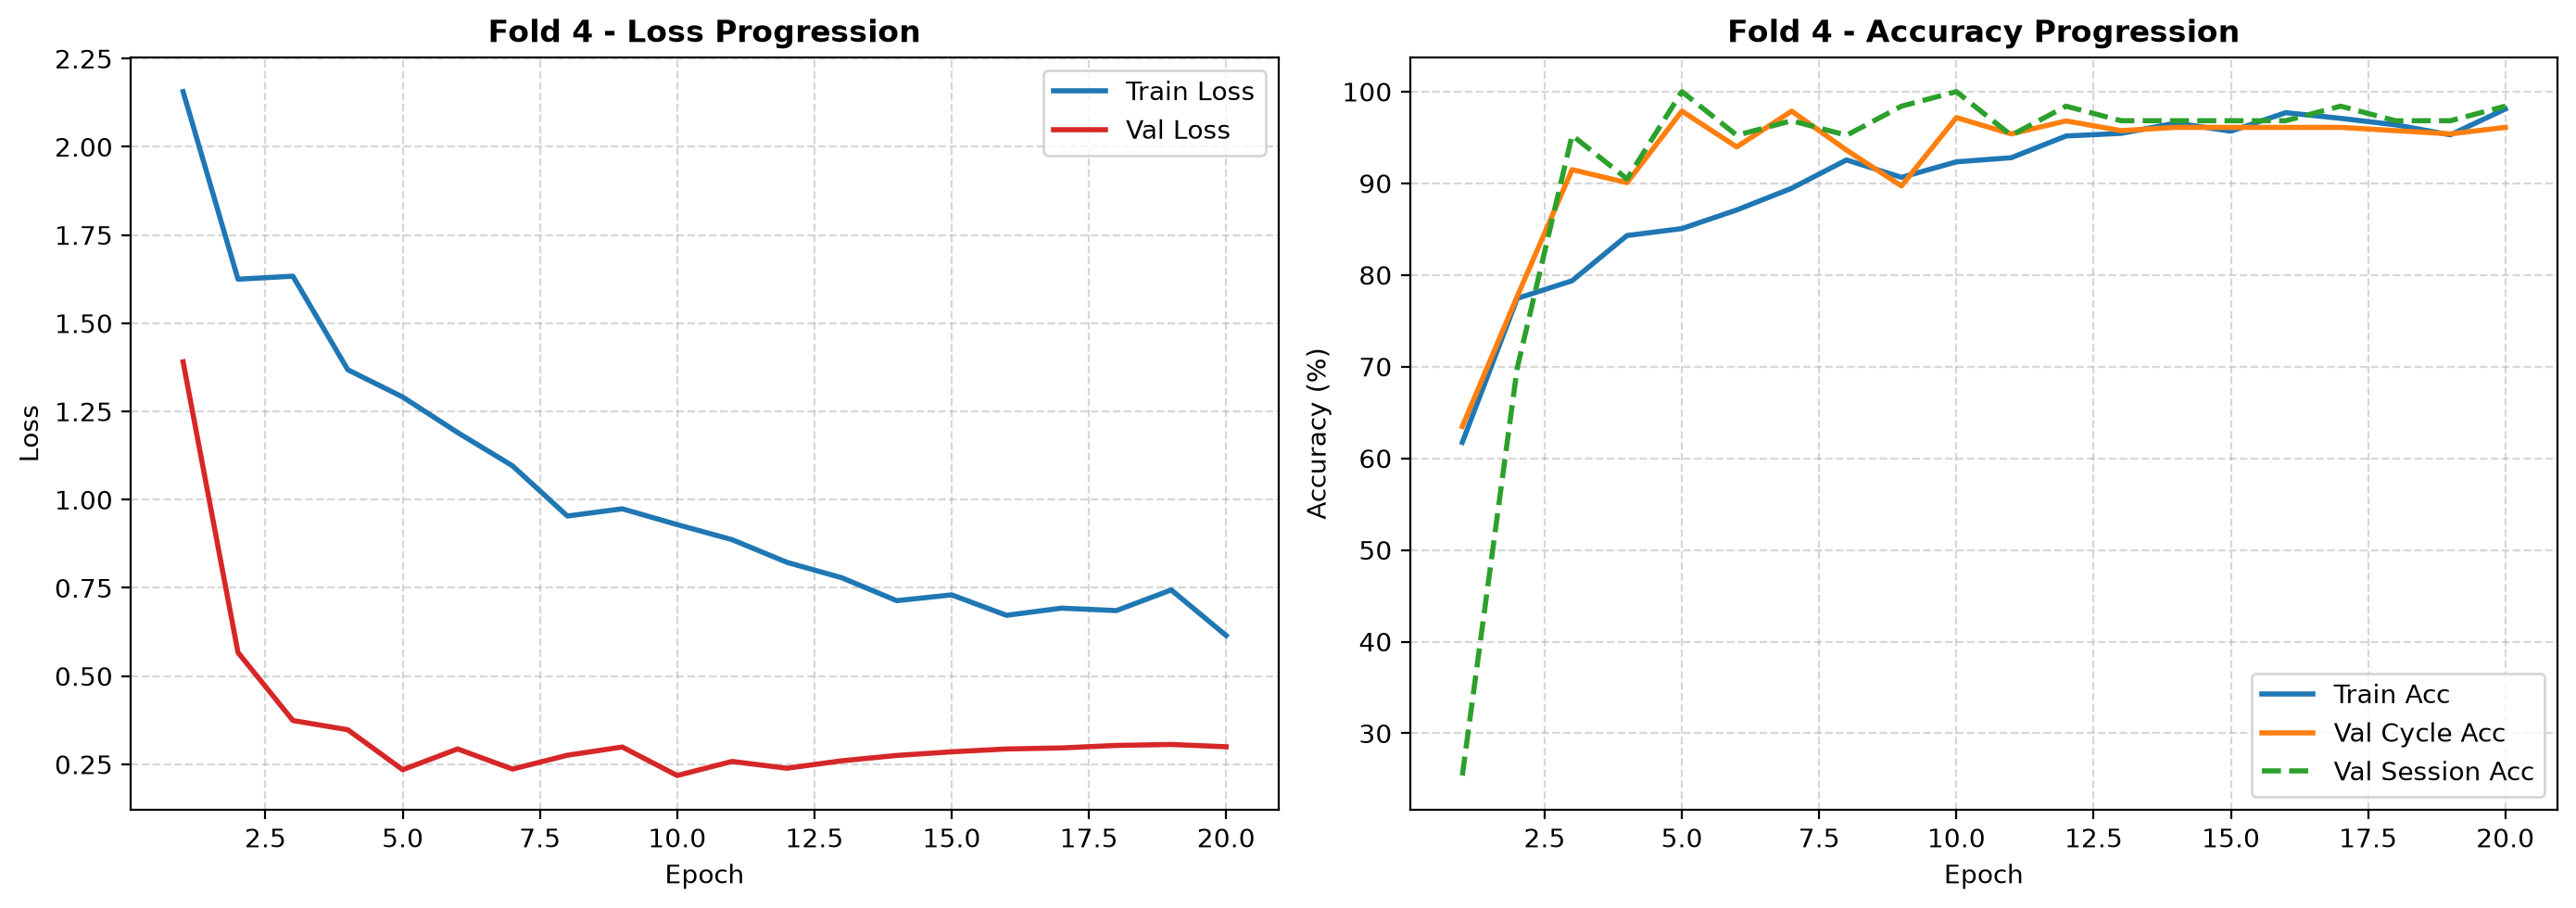 Fold 4 - Loss Progression
2.25
2.00
1.75
1.50
1.25
1.00
0.75
0.50
0.25
Loss
Train Loss
Val Loss
2.5 5.0 7.5 10.0 12.5 15.0 17.5 20.0
Epoch
Fold 4 - Accuracy Progression
100
90
80
70
60
50
40
30
Accuracy (%)
Train Acc
Val Cycle Acc
Val Session Acc
2.5 5.0 7.5 10.0 12.5 15.0 17.5 20.0
Epoch